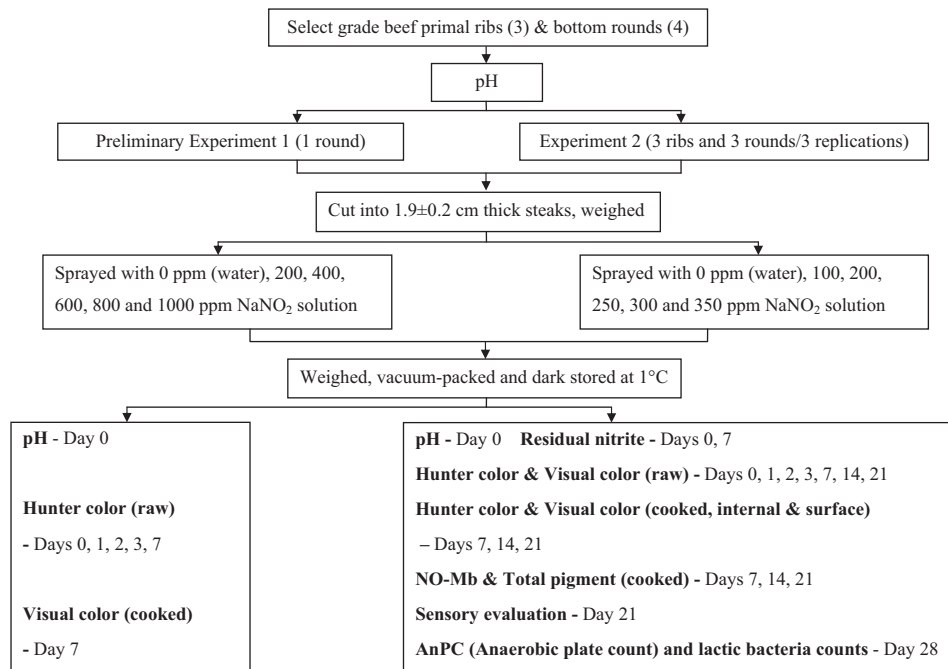 Select grade beef primal ribs (3) & bottom rounds (4)
pH
Preliminary Experiment 1 (1 round)
Experiment 2 (3 ribs and 3 rounds/3 replications)
Cut into 1.9±0.2 cm thick steaks, weighed
Sprayed with 0 ppm (water), 200, 400,
600, 800 and 1000 ppm NaNO₂ solution
Sprayed with 0 ppm (water), 100, 200,
250, 300 and 350 ppm NaNO₂ solution
Weighed, vacuum-packed and dark stored at 1°C
pH - Day 0
Hunter color (raw)
- Days 0, 1, 2, 3, 7
Visual color (cooked)
- Day 7
pH - Day 0 Residual nitrite - Days 0, 7
Hunter color & Visual color (raw) - Days 0, 1, 2, 3, 7, 14, 21
Hunter color & Visual color (cooked, internal & surface)
– Days 7, 14, 21
NO-Mb & Total pigment (cooked) - Days 7, 14, 21
Sensory evaluation - Day 21
AnPC (Anaerobic plate count) and lactic bacteria counts - Day 28